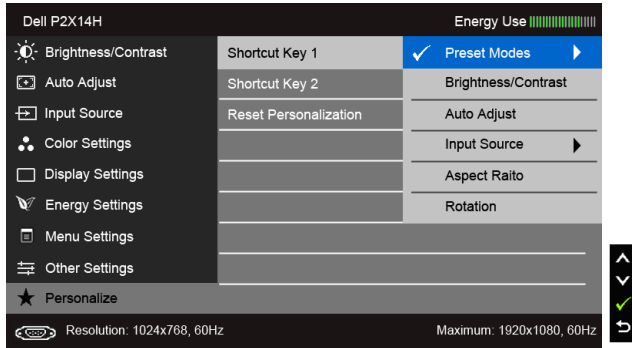 Dell P2X14H Energy Use
Brightness/Contrast Shortcut Key 1 Preset Modes
Auto Adjust Shortcut Key 2 Brightness/Contrast
Input Source Reset Personalization Auto Adjust
Color Settings Input Source
Display Settings Aspect Raito
Energy Settings Rotation
Menu Settings
Other Settings
Personalize
Resolution: 1024x768, 60Hz Maximum: 1920x1080, 60Hz